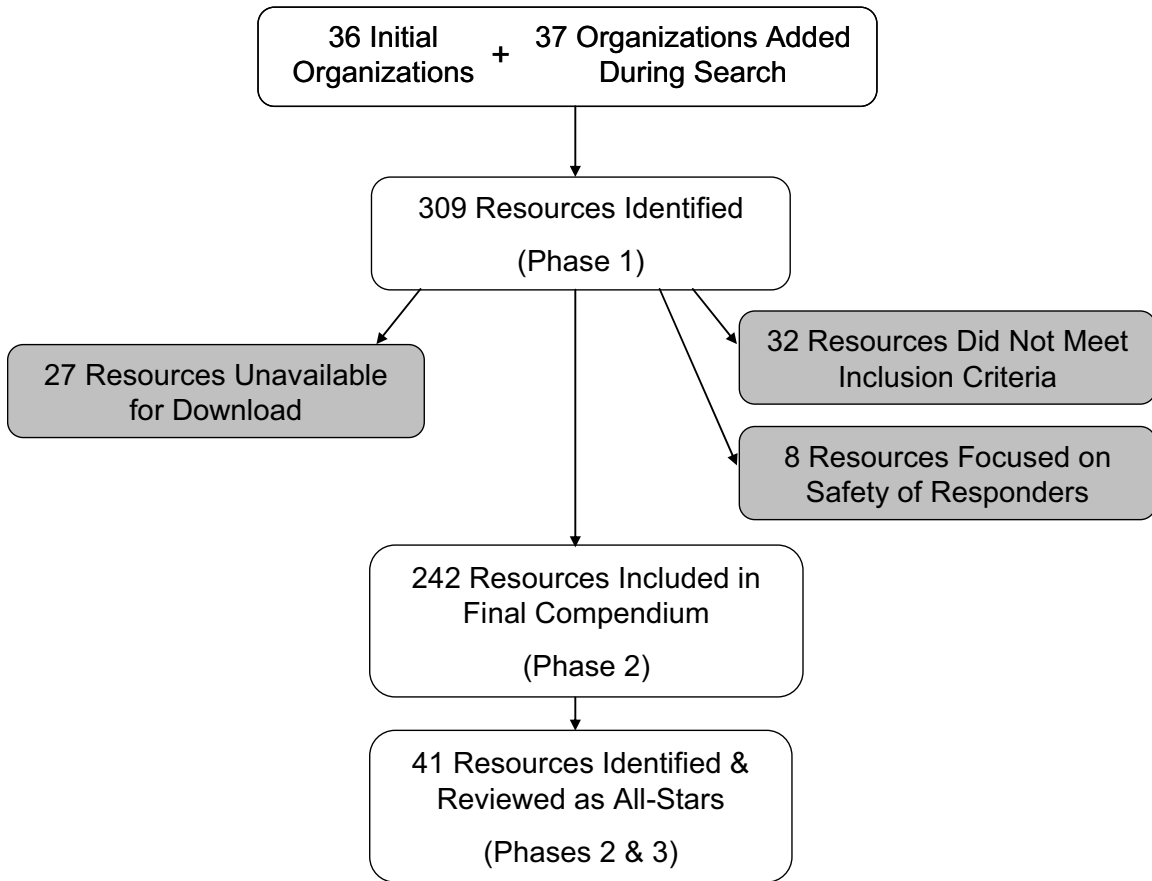 36 Initial
Organizations
+
37 Organizations Added
During Search
309 Resources Identified
(Phase 1)
27 Resources Unavailable
for Download
32 Resources Did Not Meet
Inclusion Criteria
8 Resources Focused on
Safety of Responders
242 Resources Included in
Final Compendium
(Phase 2)
41 Resources Identified &
Reviewed as All-Stars
(Phases 2 & 3)